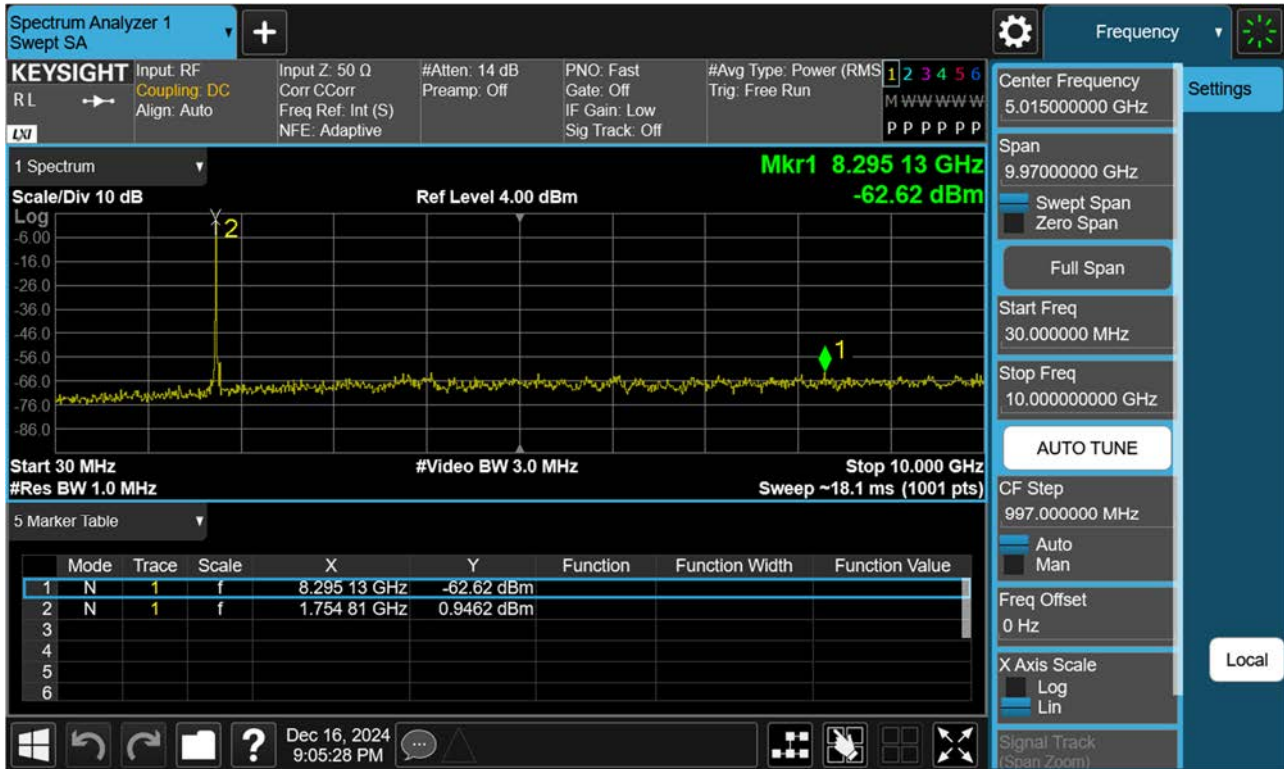 Spectrum Analyzer 1
Swept SA
+
Frequency
KEYSIGHT
RL
LXI
Input: RF
Coupling: DC
Align: Auto
Input Z: 50 Ω
Corr CCorr
Freq Ref: Int (S)
NFE: Adaptive
#Atten: 14 dB
Preamp: Off
PNO: Fast
Gate: Off
IF Gain: Low
Sig Track: Off
#Avg Type: Power (RMS
Trig: Free Run
1 2 3 4 5 6
M W W W W W
P P P P P P
1 Spectrum
Scale/Div 10 dB
Ref Level 4.00 dBm
Mkr1 8.295 13 GHz
-62.62 dBm
Log
-6.00
-16.0
-26.0
-36.0
-46.0
-56.0
-66.0
-76.0
-86.0
2
1
Start 30 MHz
#Video BW 3.0 MHz
Stop 10.000 GHz
#Res BW 1.0 MHz
Sweep ~18.1 ms (1001 pts)
5 Marker Table
Mode Trace Scale X Y Function Function Width Function Value
1 N 1 f 8.295 13 GHz -62.62 dBm
2 N 1 f 1.754 81 GHz 0.9462 dBm
3
4
5
6
?
Dec 16, 2024
9:05:28 PM
Center Frequency
5.015000000 GHz
Settings
Span
9.97000000 GHz
Swept Span
Zero Span
Full Span
Start Freq
30.000000 MHz
Stop Freq
10.000000000 GHz
AUTO TUNE
CF Step
997.000000 MHz
Auto
Man
Freq Offset
0 Hz
X Axis Scale
Log
Lin
Local
Signal Track
(Span Zoom)